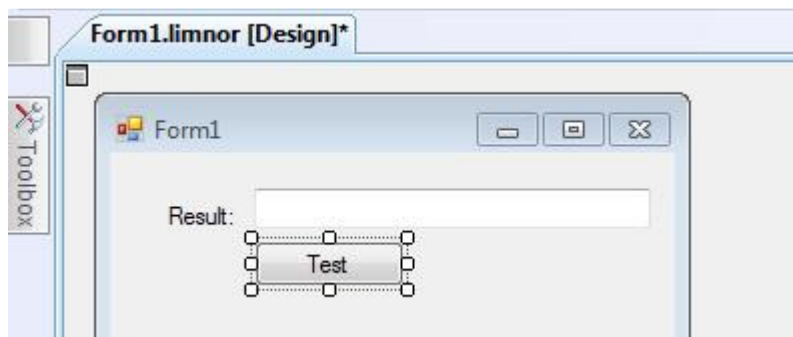 Form1.limnor [Design]*
Toolbox
Form1
Result:
Test